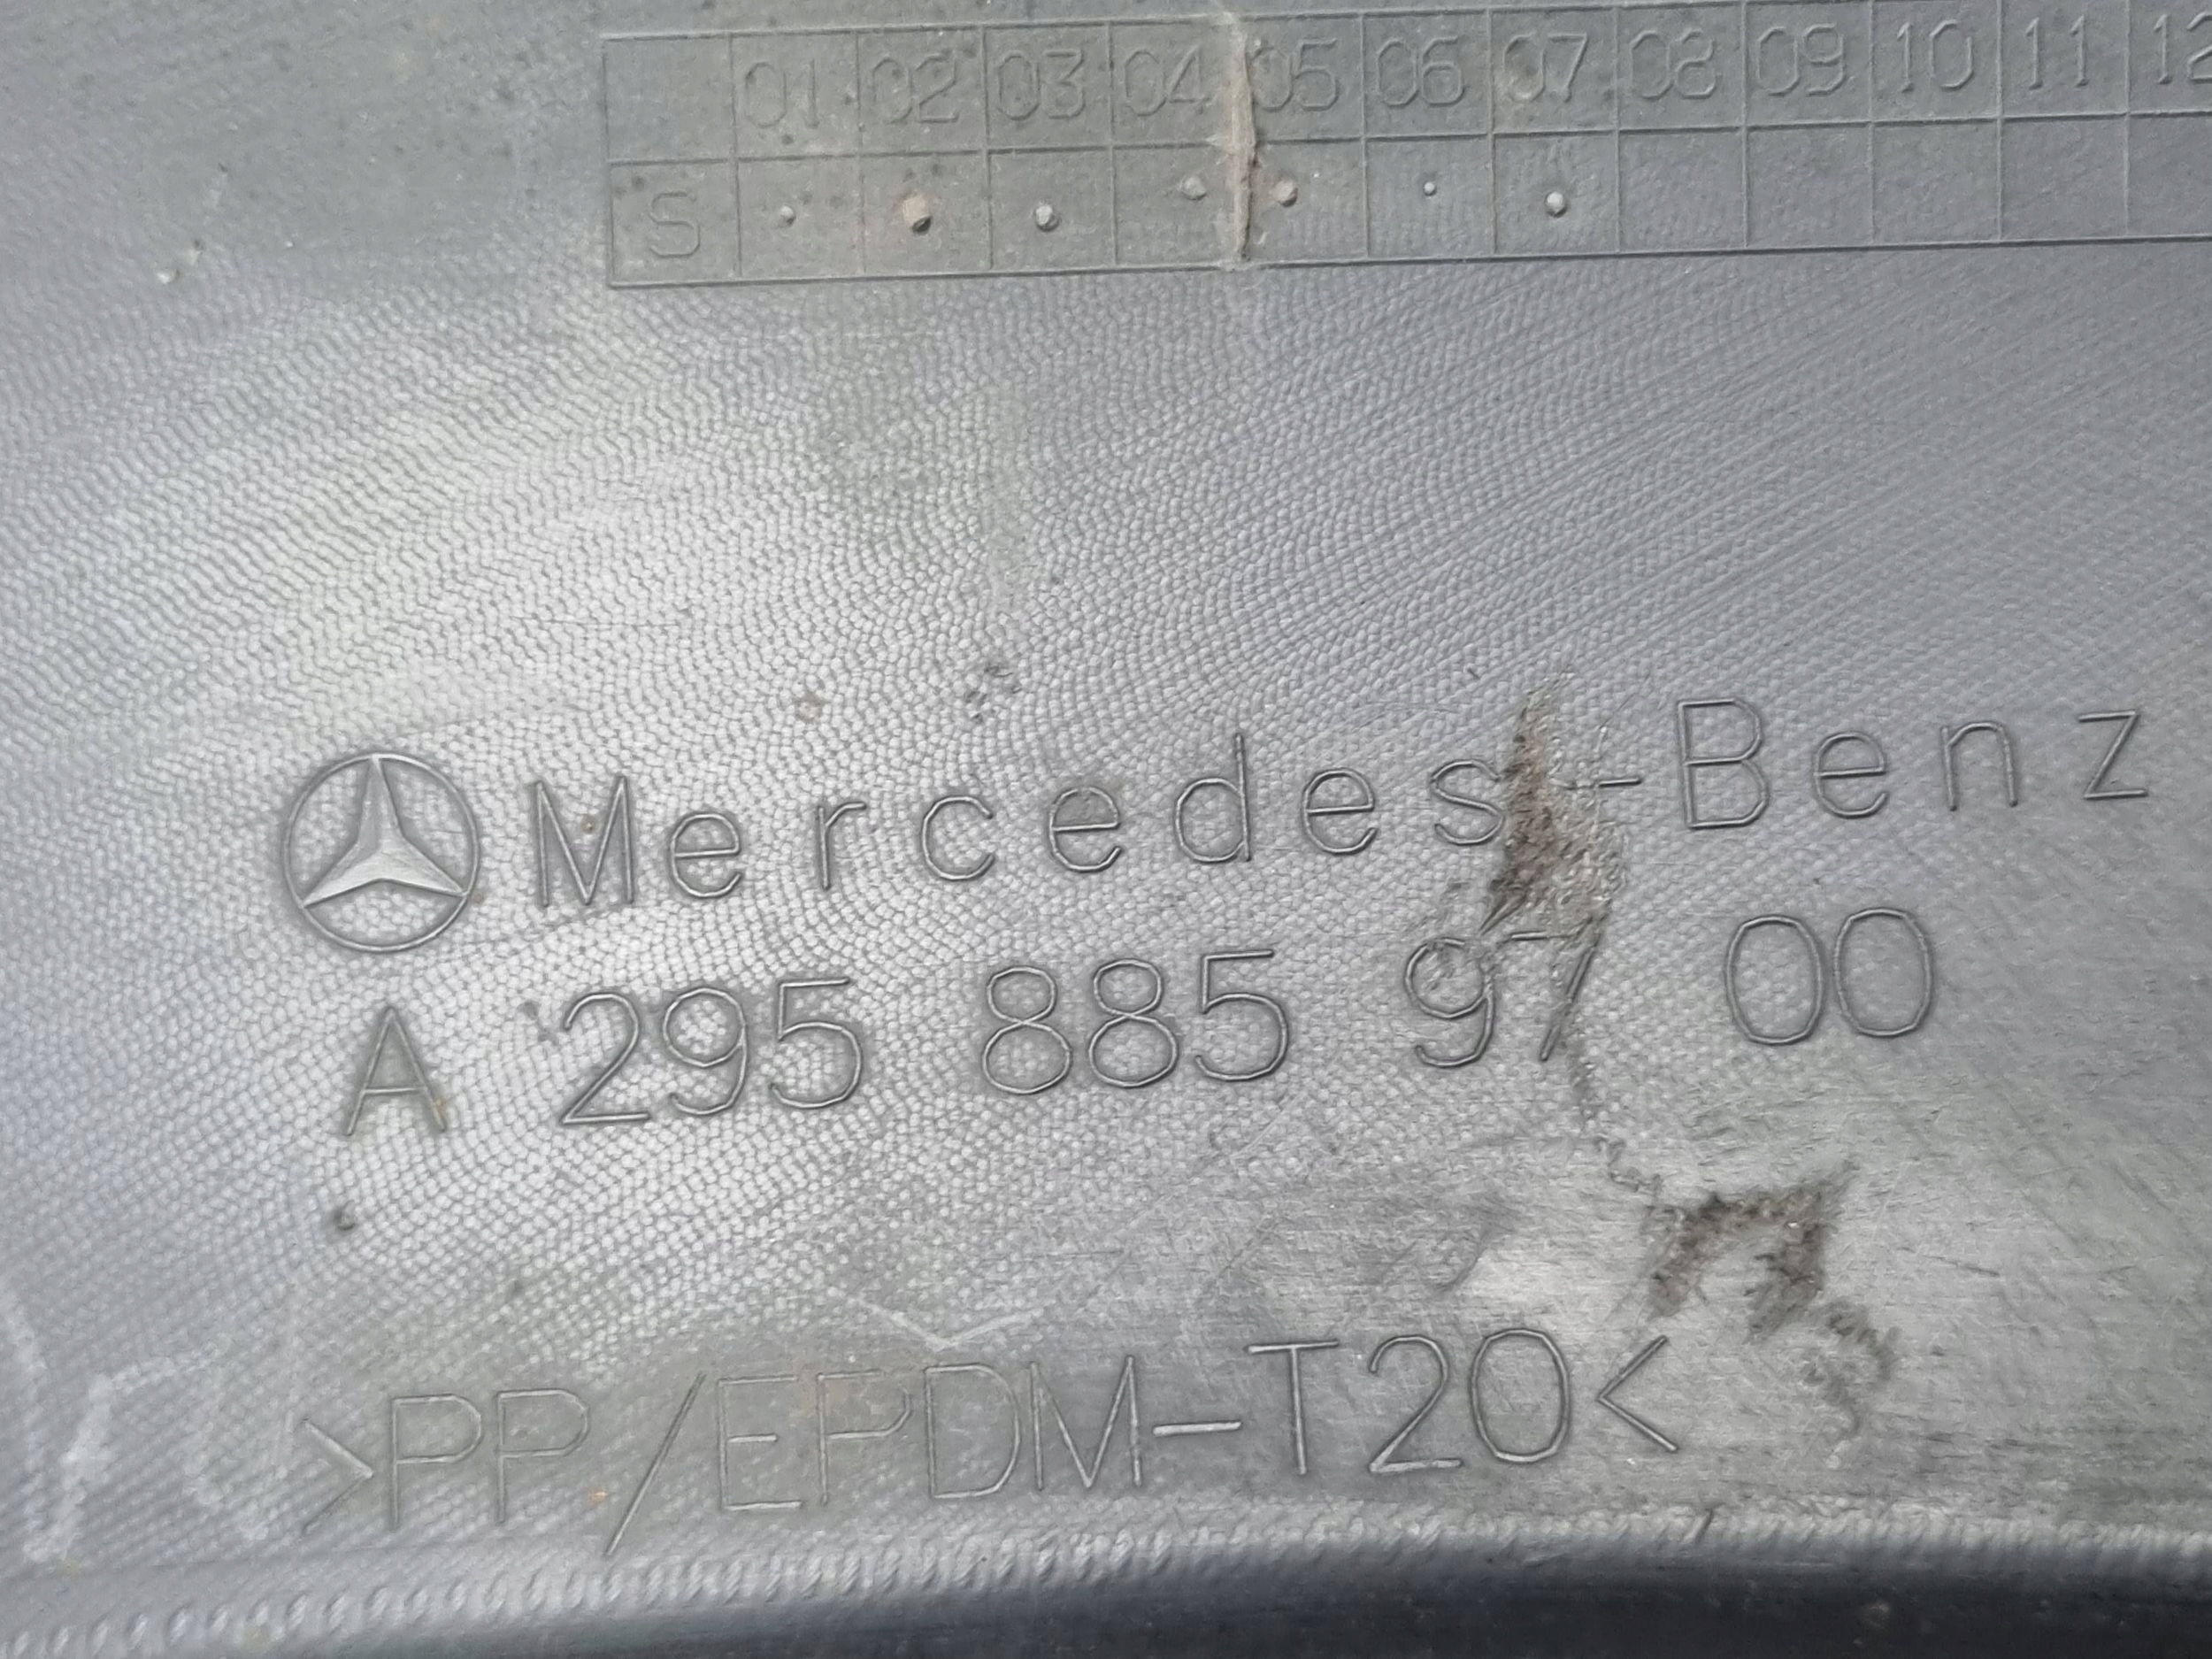 01 02 03 04 05 06 07 08 09 10 11 12
S
Mercedes-Benz
A 295 885 97 00
>PP/EPDM-T20<